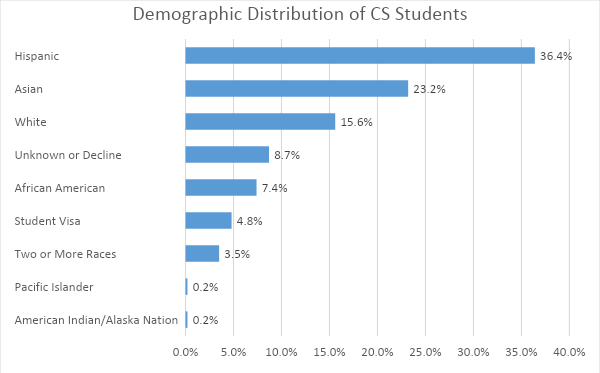 Demographic Distribution of CS Students
Hispanic 36.4%
Asian 23.2%
White 15.6%
Unknown or Decline 8.7%
African American 7.4%
Student Visa 4.8%
Two or More Races 3.5%
Pacific Islander 0.2%
American Indian/Alaska Nation 0.2%
0.0% 5.0% 10.0% 15.0% 20.0% 25.0% 30.0% 35.0% 40.0%